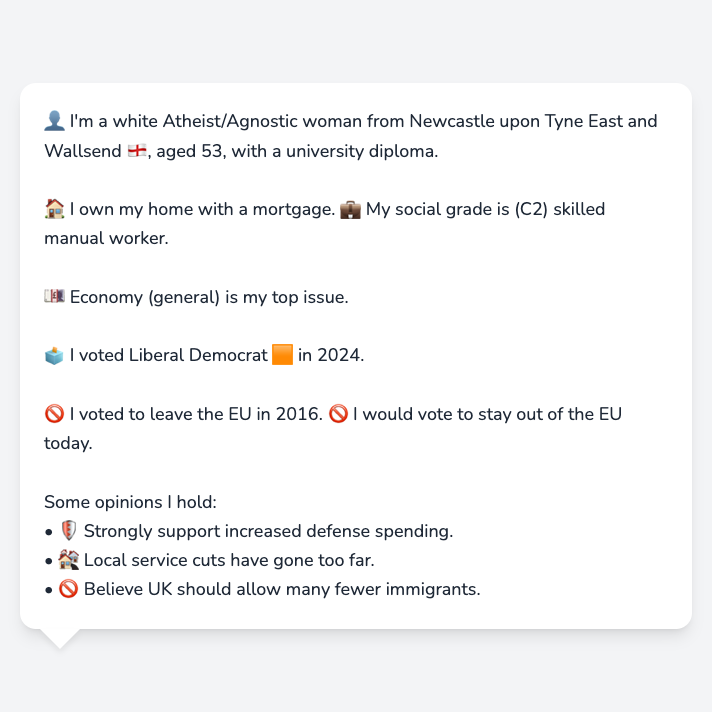 👤 I'm a white Atheist/Agnostic woman from Newcastle upon Tyne East and
Wallsend 🏴󠁧󠁢󠁥󠁮󠁧󠁿, aged 53, with a university diploma.
🏠 I own my home with a mortgage. 💼 My social grade is (C2) skilled
manual worker.
💷 Economy (general) is my top issue.
🗳️ I voted Liberal Democrat 🟧 in 2024.
🚫 I voted to leave the EU in 2016. 🚫 I would vote to stay out of the EU
today.
Some opinions I hold:
• 🛡️ Strongly support increased defense spending.
• 🏚️ Local service cuts have gone too far.
• 🚫 Believe UK should allow many fewer immigrants.